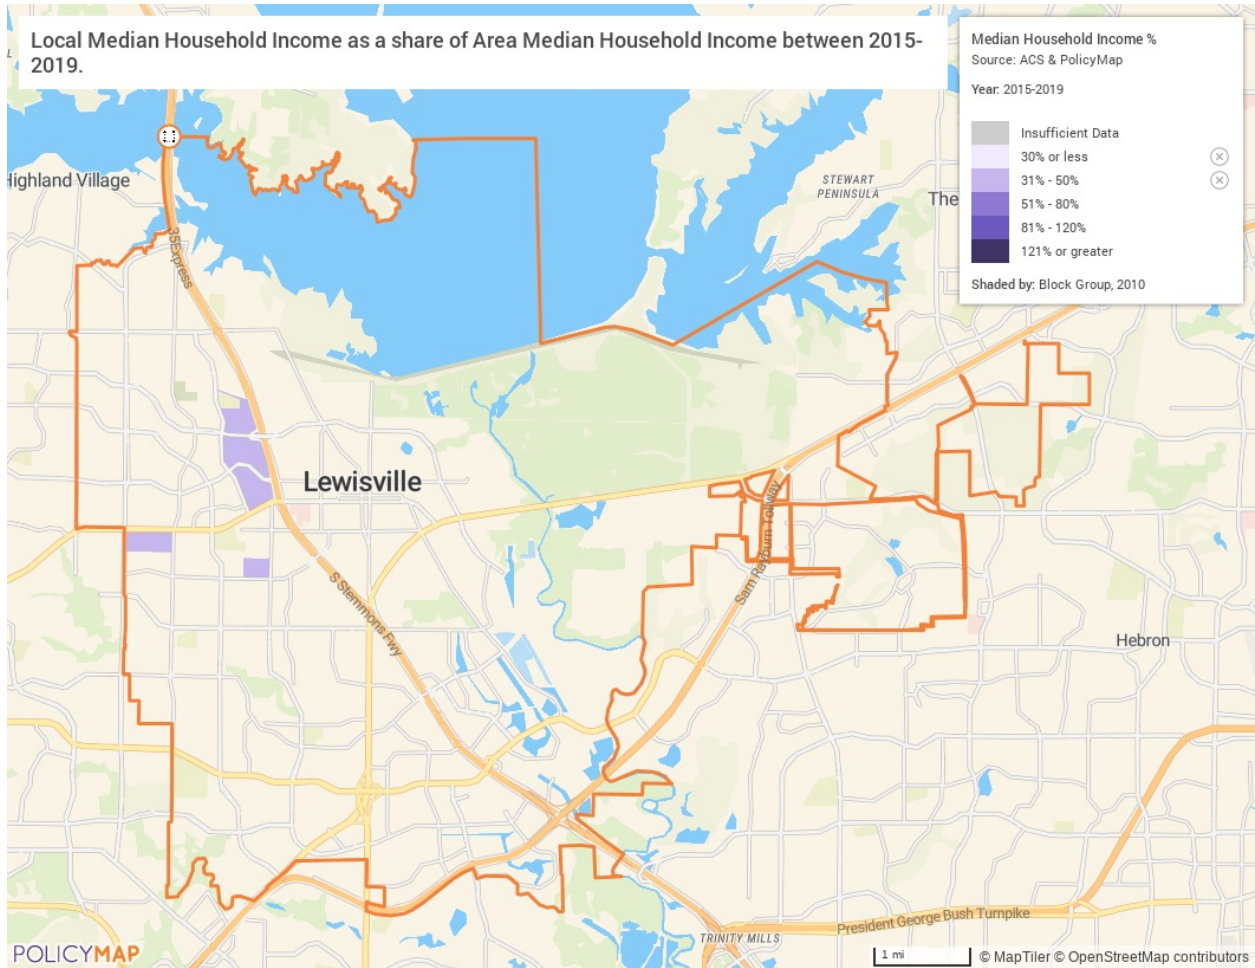 Local Median Household Income as a share of Area Median Household Income between 2015-
2019.
Median Household Income %
Source: ACS & PolicyMap
Year: 2015-2019
Insufficient Data
30% or less
31% - 50%
51% - 80%
81% - 120%
121% or greater
Shaded by: Block Group, 2010
Highland Village
STEWART
PENINSULA
The
35Express
Lewisville
Sam Rayburn Tollway
S Stemmons Fwy
Hebron
President George Bush Turnpike
TRINITY MILLS
POLICYMAP
1 mi
© MapTiler © OpenStreetMap contributors